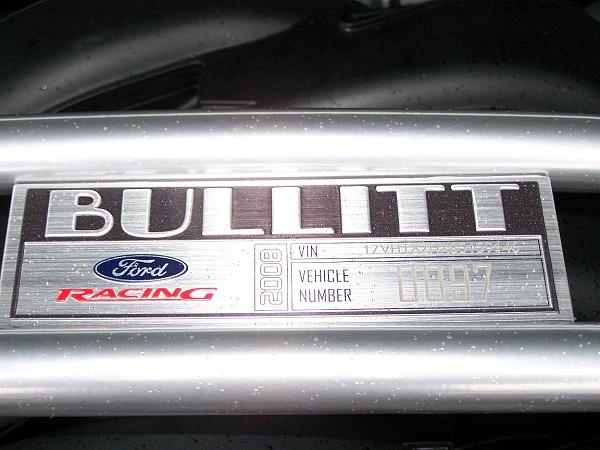 BULLITT
Ford
RACING
2008
VIN
VEHICLE
NUMBER
0097